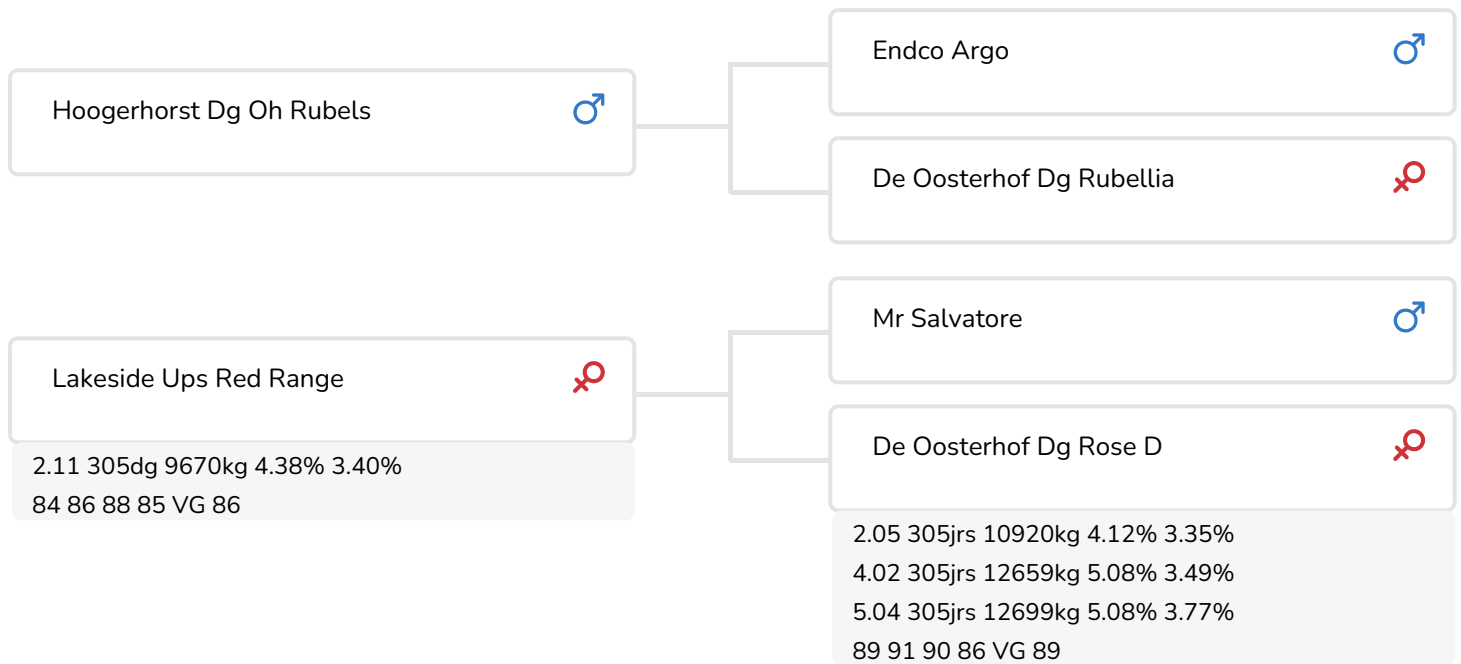 Hoogerhorst Dg Oh Rubels
Endco Argo
De Oosterhof Dg Rubellia
Lakeside Ups Red Range
2.11 305dg 9670kg 4.38% 3.40%
84 86 88 85 VG 86
Mr Salvatore
De Oosterhof Dg Rose D
2.05 305jrs 10920kg 4.12% 3.35%
4.02 305jrs 12659kg 5.08% 3.49%
5.04 305jrs 12699kg 5.08% 3.77%
89 91 90 86 VG 89